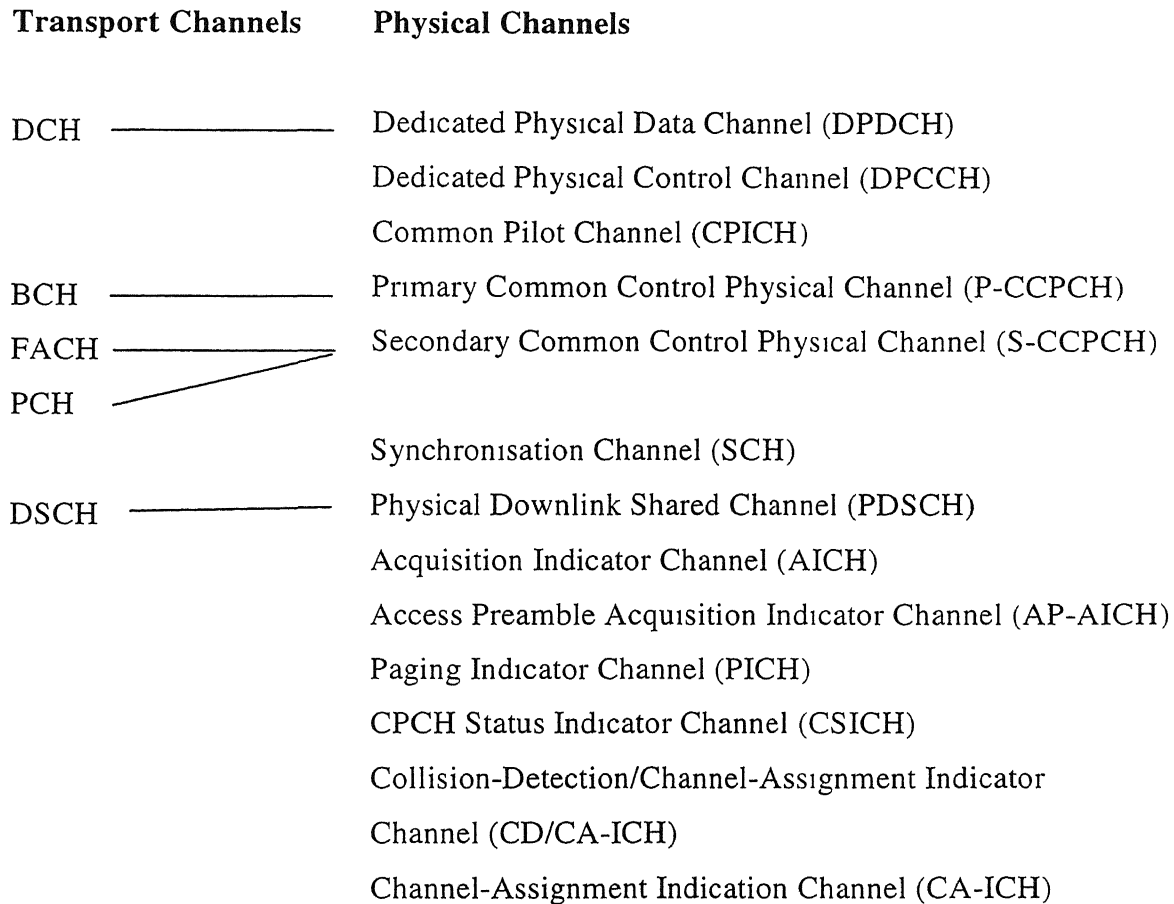 Transport Channels Physical Channels
DCH Dedicated Physical Data Channel (DPDCH)
Dedicated Physical Control Channel (DPCCH)
Common Pilot Channel (CPICH)
BCH Primary Common Control Physical Channel (P-CCPCH)
FACH Secondary Common Control Physical Channel (S-CCPCH)
PCH
Synchronisation Channel (SCH)
DSCH Physical Downlink Shared Channel (PDSCH)
Acquisition Indicator Channel (AICH)
Access Preamble Acquisition Indicator Channel (AP-AICH)
Paging Indicator Channel (PICH)
CPCH Status Indicator Channel (CSICH)
Collision-Detection/Channel-Assignment Indicator
Channel (CD/CA-ICH)
Channel-Assignment Indication Channel (CA-ICH)